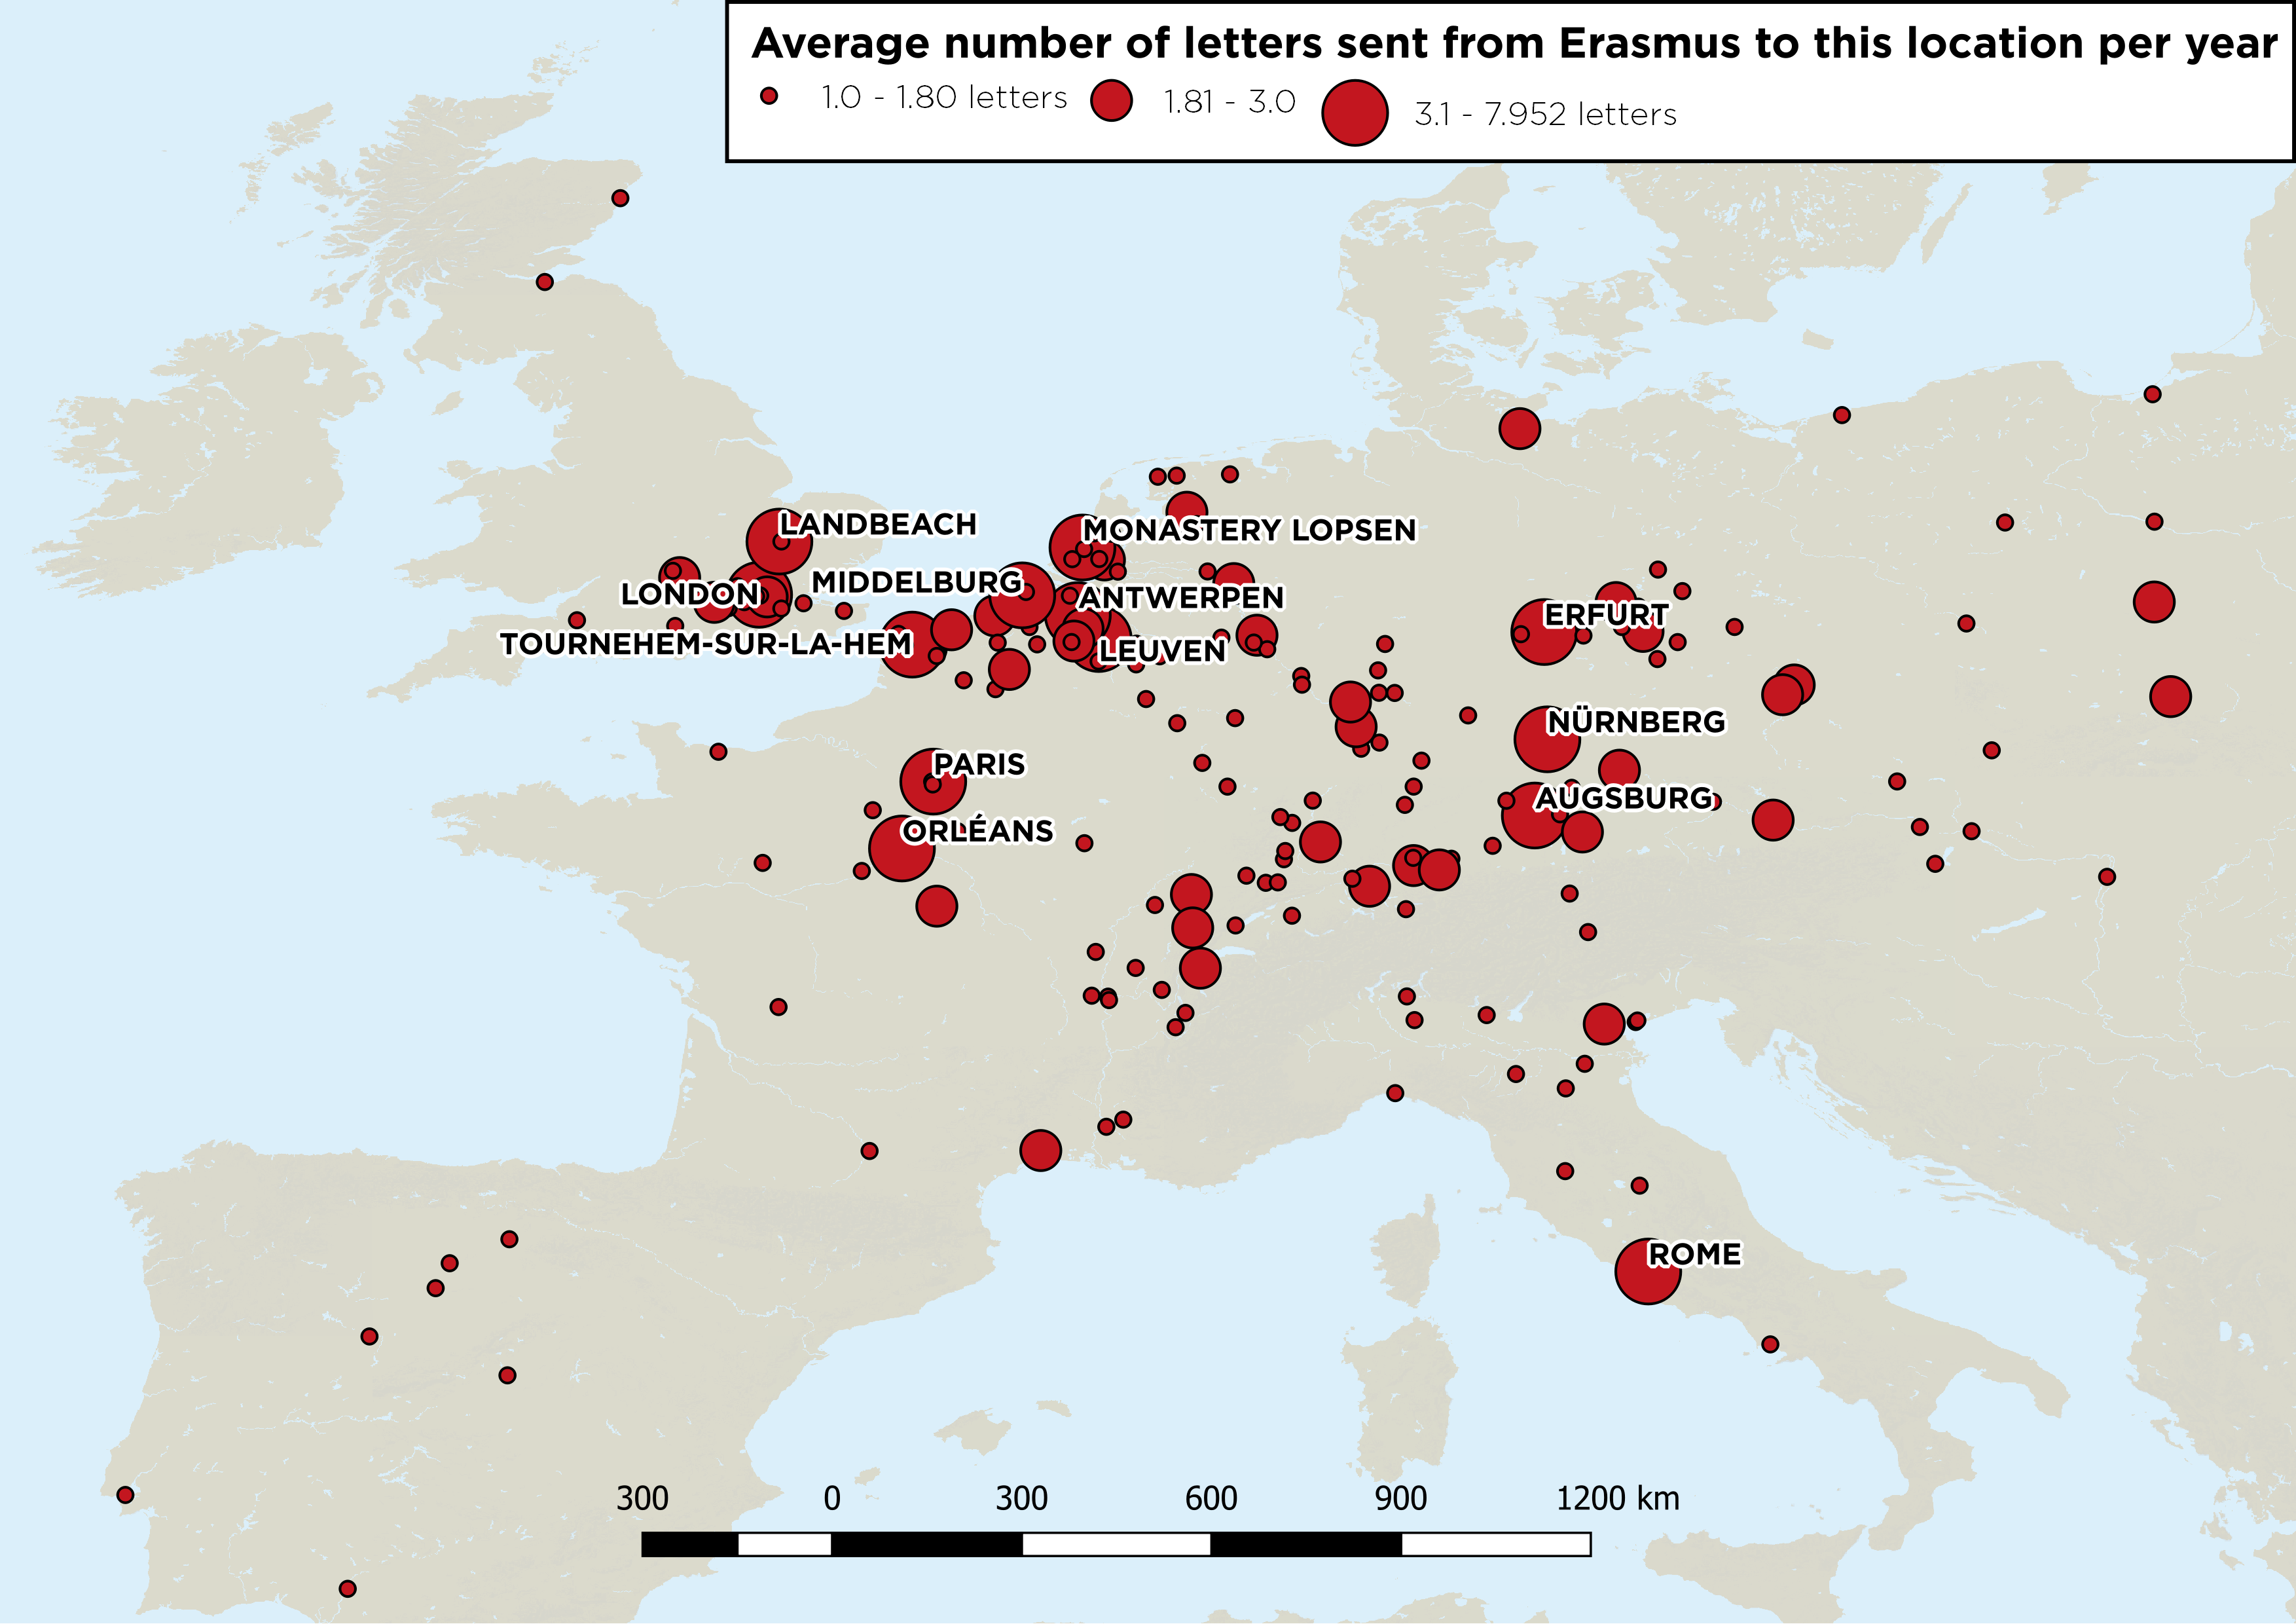 Average number of letters sent from Erasmus to this location per year
1.0 - 1.80 letters
1.81 - 3.0
3.1 - 7.952 letters
LANDBEACH
MONASTERY LOPSEN
LONDON
MIDDELBURG
ANTWERPEN
TOURNEHEM-SUR-LA-HEM
LEUVEN
ERFURT
NÜRNBERG
PARIS
AUGSBURG
ORLÉANS
ROME
300 0 300 600 900 1200 km